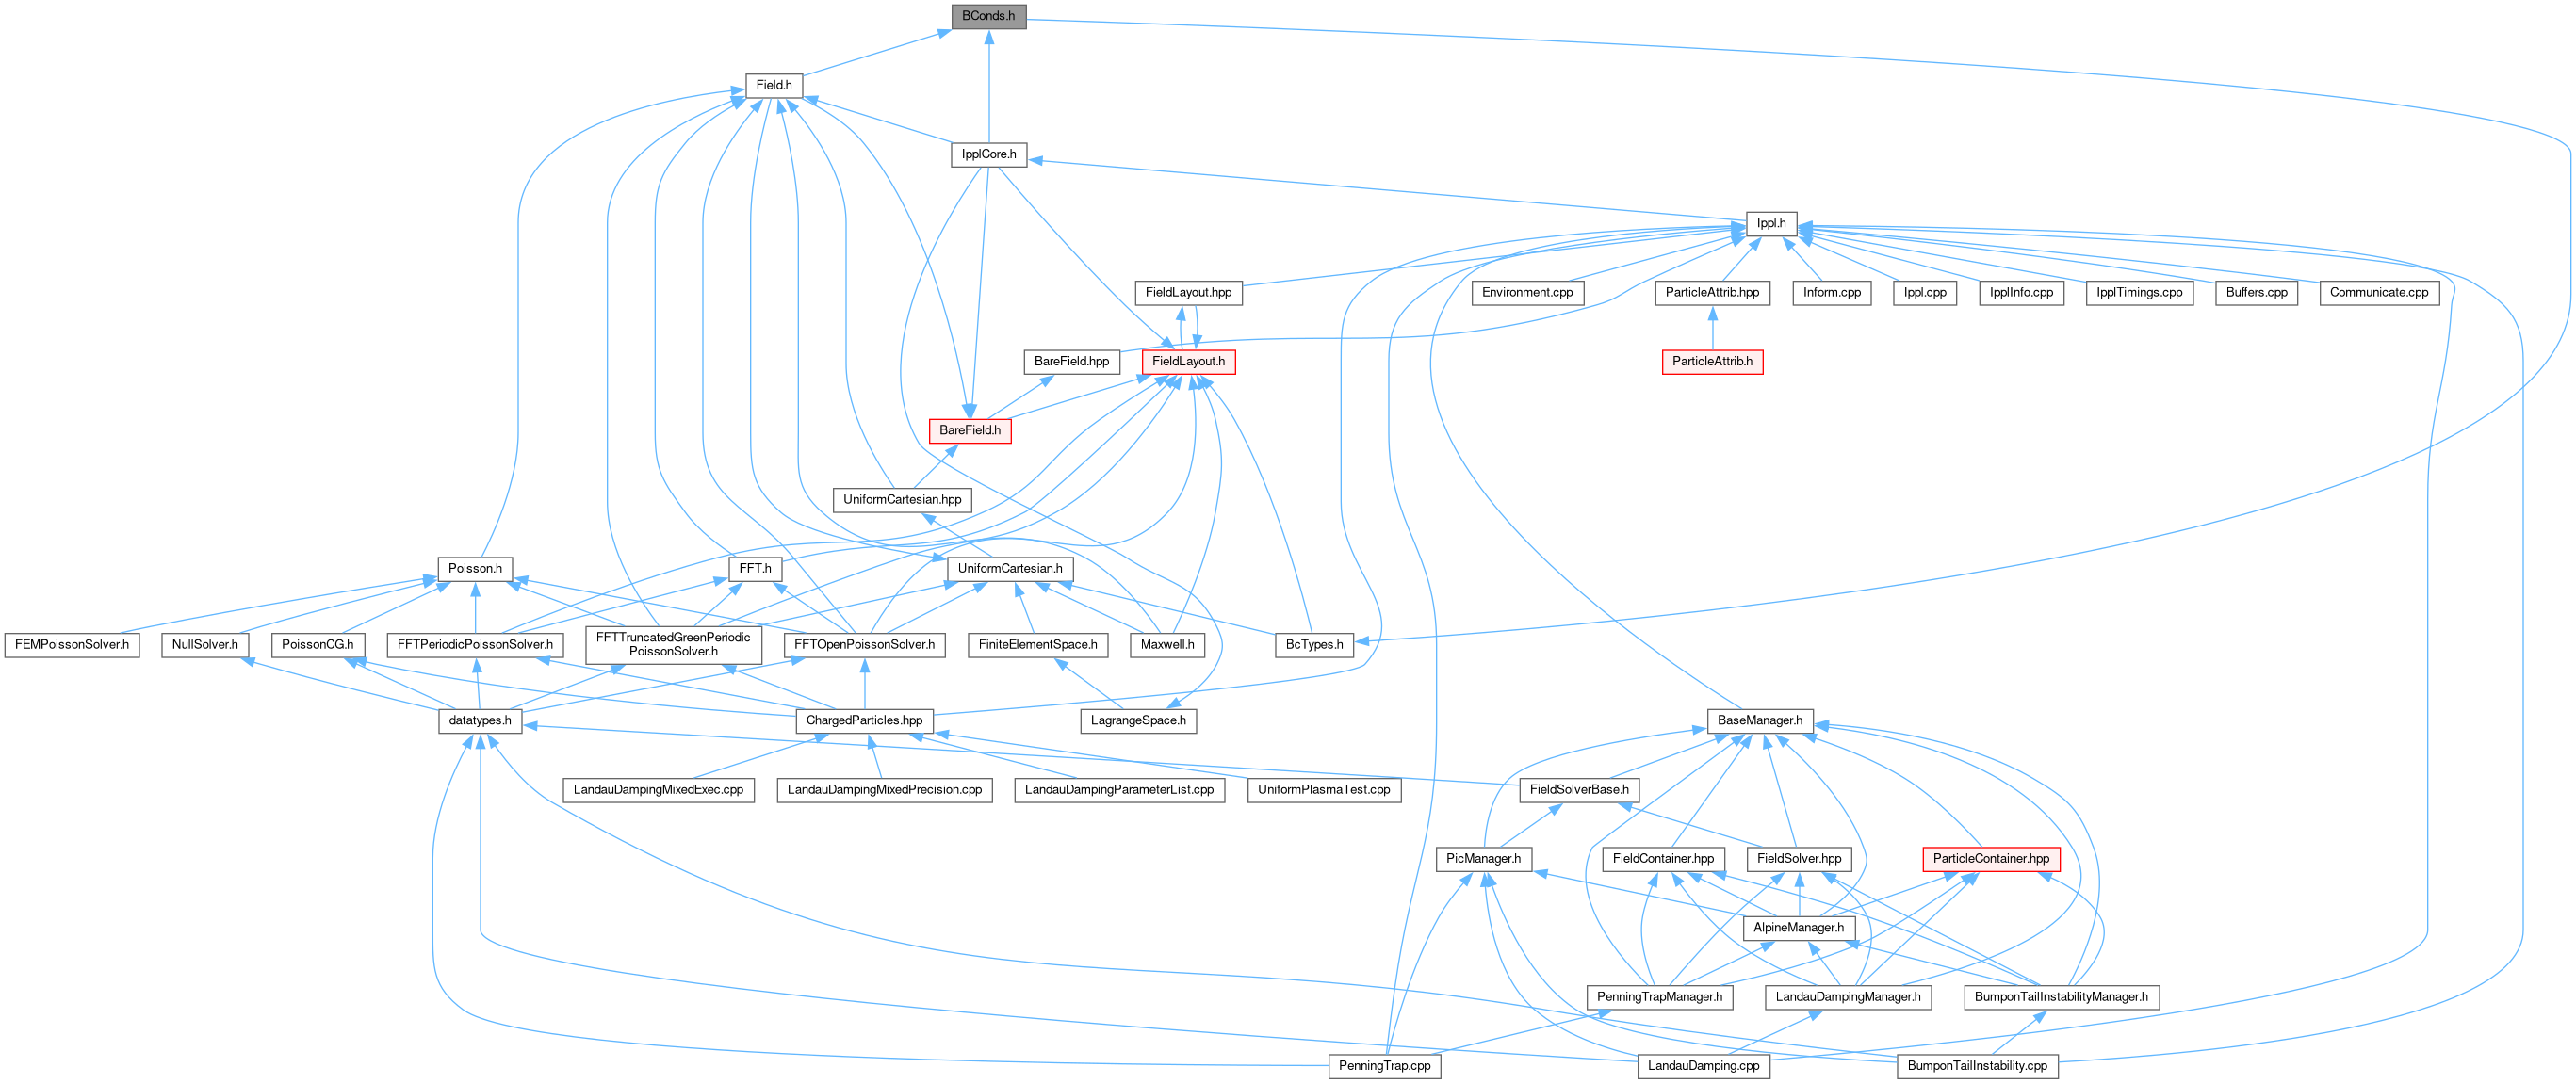 BConds.h
Field.h
IpplCore.h
Ippl.h
FieldLayout.hpp
Environment.cpp
ParticleAttrib.hpp
Inform.cpp
Ippl.cpp
IpplInfo.cpp
IpplTimings.cpp
Buffers.cpp
Communicate.cpp
BareField.hpp
FieldLayout.h
ParticleAttrib.h
BareField.h
UniformCartesian.hpp
Poisson.h
FFT.h
UniformCartesian.h
FEMPoissonSolver.h
NullSolver.h
PoissonCG.h
FFTPeriodicPoissonSolver.h
FFTTruncatedGreenPeriodic
PoissonSolver.h
FFTOpenPoissonSolver.h
FiniteElementSpace.h
Maxwell.h
BcTypes.h
datatypes.h
ChargedParticles.hpp
LagrangeSpace.h
BaseManager.h
LandauDampingMixedExec.cpp
LandauDampingMixedPrecision.cpp
LandauDampingParameterList.cpp
UniformPlasmaTest.cpp
FieldSolverBase.h
PicManager.h
FieldContainer.hpp
FieldSolver.hpp
ParticleContainer.hpp
AlpineManager.h
PenningTrapManager.h
LandauDampingManager.h
BumponTailInstabilityManager.h
PenningTrap.cpp
LandauDamping.cpp
BumponTailInstability.cpp